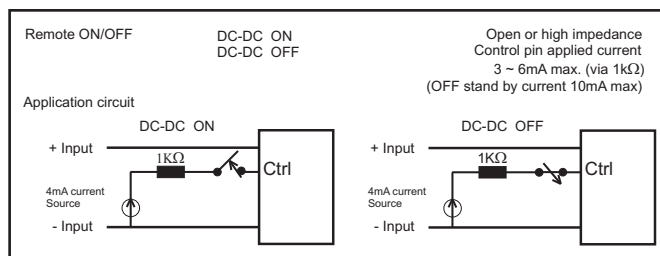 Remote ON/OFF
DC-DC ON
DC-DC OFF
Open or high impedance
Control pin applied current
3 ~ 6mA max. (via 1kΩ)
(OFF stand by current 10mA max)
Application circuit
DC-DC ON
+ Input
1KΩ
Ctrl
4mA current
Source
- Input
DC-DC OFF
+ Input
1KΩ
Ctrl
4mA current
Source
- Input